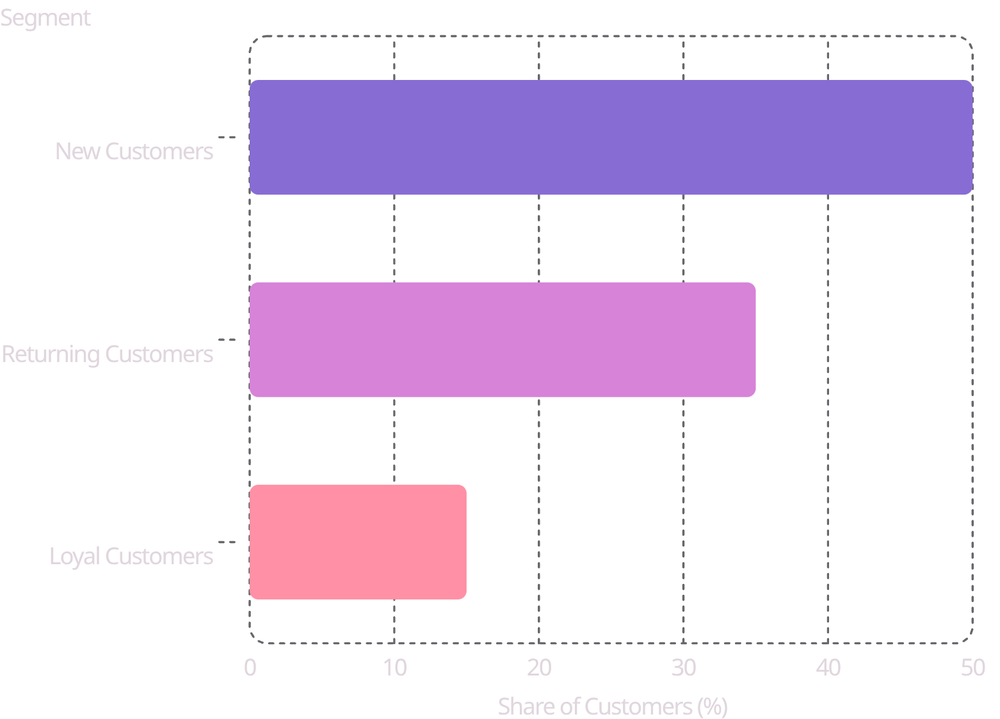 Segment
New Customers
Returning Customers
Loyal Customers
0 10 20 30 40 50
Share of Customers (%)